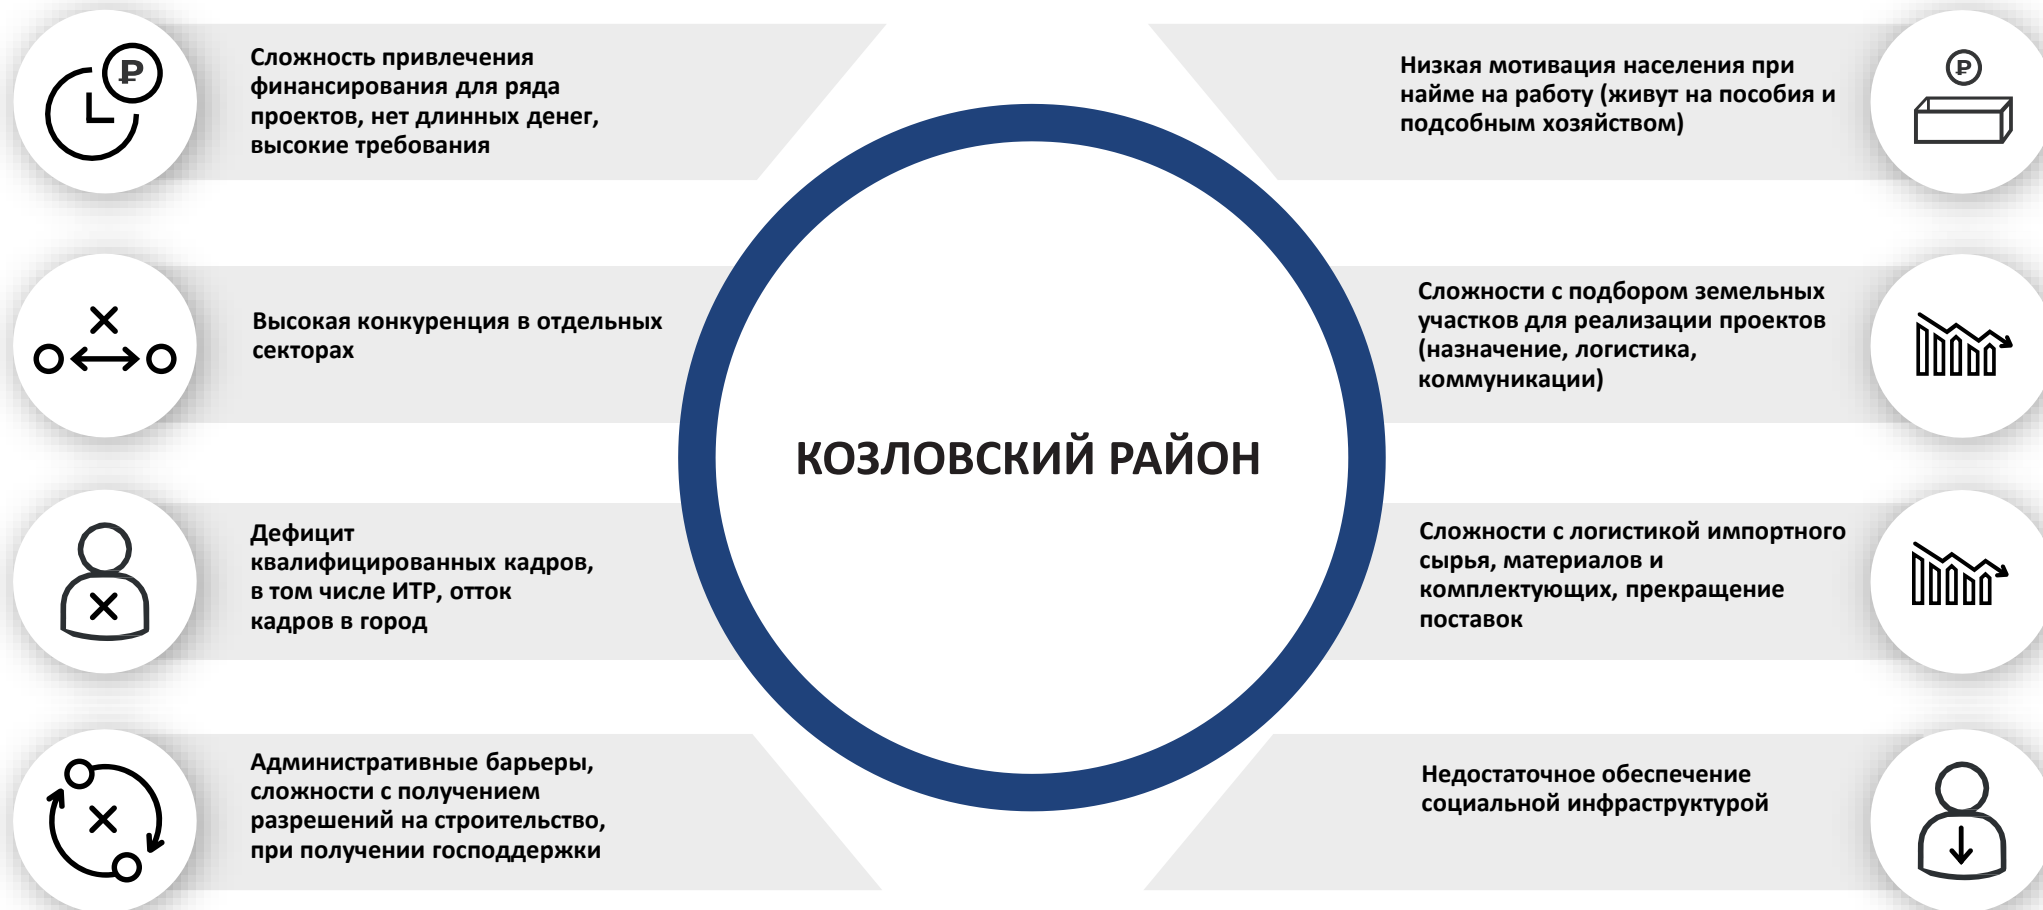 Сложность привлечения
финансирования для ряда
проектов, нет длинных денег,
высокие требования
Высокая конкуренция в отдельных
секторах
Дефицит
квалифицированных кадров,
в том числе ИТР, отток
кадров в город
Административные барьеры,
сложности с получением
разрешений на строительство,
при получении господдержки
КОЗЛОВСКИЙ РАЙОН
Низкая мотивация населения при
найме на работу (живут на пособия и
подсобным хозяйством)
Сложности с подбором земельных
участков для реализации проектов
(назначение, логистика,
коммуникации)
Сложности с логистикой импортного
сырья, материалов и
комплектующих, прекращение
поставок
Недостаточное обеспечение
социальной инфраструктурой